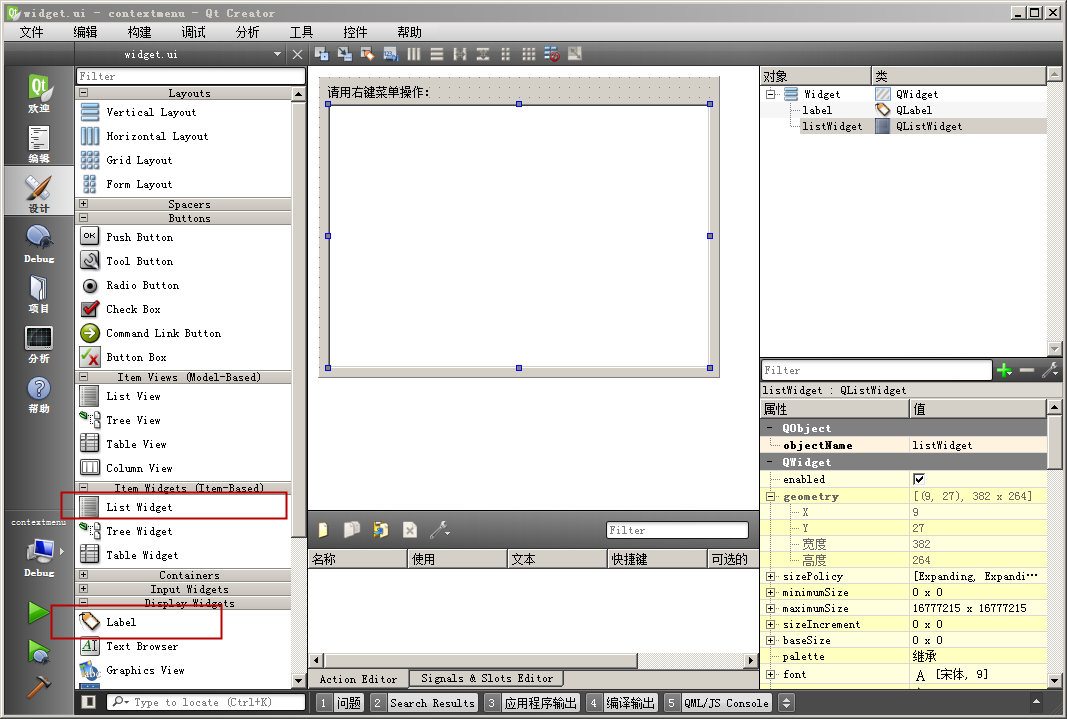 widget.ui - contextmenu - Qt Creator
文件 编辑 构建 调试 分析 工具 控件 帮助
widget.ui
欢迎
编辑
设计
Debug
项目
分析
帮助
contextmenu
Debug
Filter
Layouts
Vertical Layout
Horizontal Layout
Grid Layout
Form Layout
Spacers
Buttons
OK Push Button
Tool Button
Radio Button
Check Box
Command Link Button
Button Box
Item Views (Model-Based)
List View
Tree View
Table View
Column View
Item Widgets (Item-Based)
List Widget
Tree Widget
Table Widget
Containers
Input Widgets
Display Widgets
Label
AI Text Browser
Graphics View
请用右键菜单操作:
Filter
名称 使用 文本 快捷键 可选的
Action Editor Signals & Slots Editor
对象 类
Widget QWidget
label QLabel
listWidget QListWidget
Filter
listWidget : QListWidget
属性 值
QObject
objectName listWidget
QWidget
enabled
geometry [(9, 27), 382 x 264]
X 9
Y 27
宽度 382
高度 264
sizePolicy [Expanding, Expandi...
minimumSize 0 x 0
maximumSize 16777215 x 16777215
sizeIncrement 0 x 0
baseSize 0 x 0
palette 继承
font A [宋体, 9]
Type to locate (Ctrl+K) 1 问题 2 Search Results 3 应用程序输出 4 编译输出 5 QML/JS Console